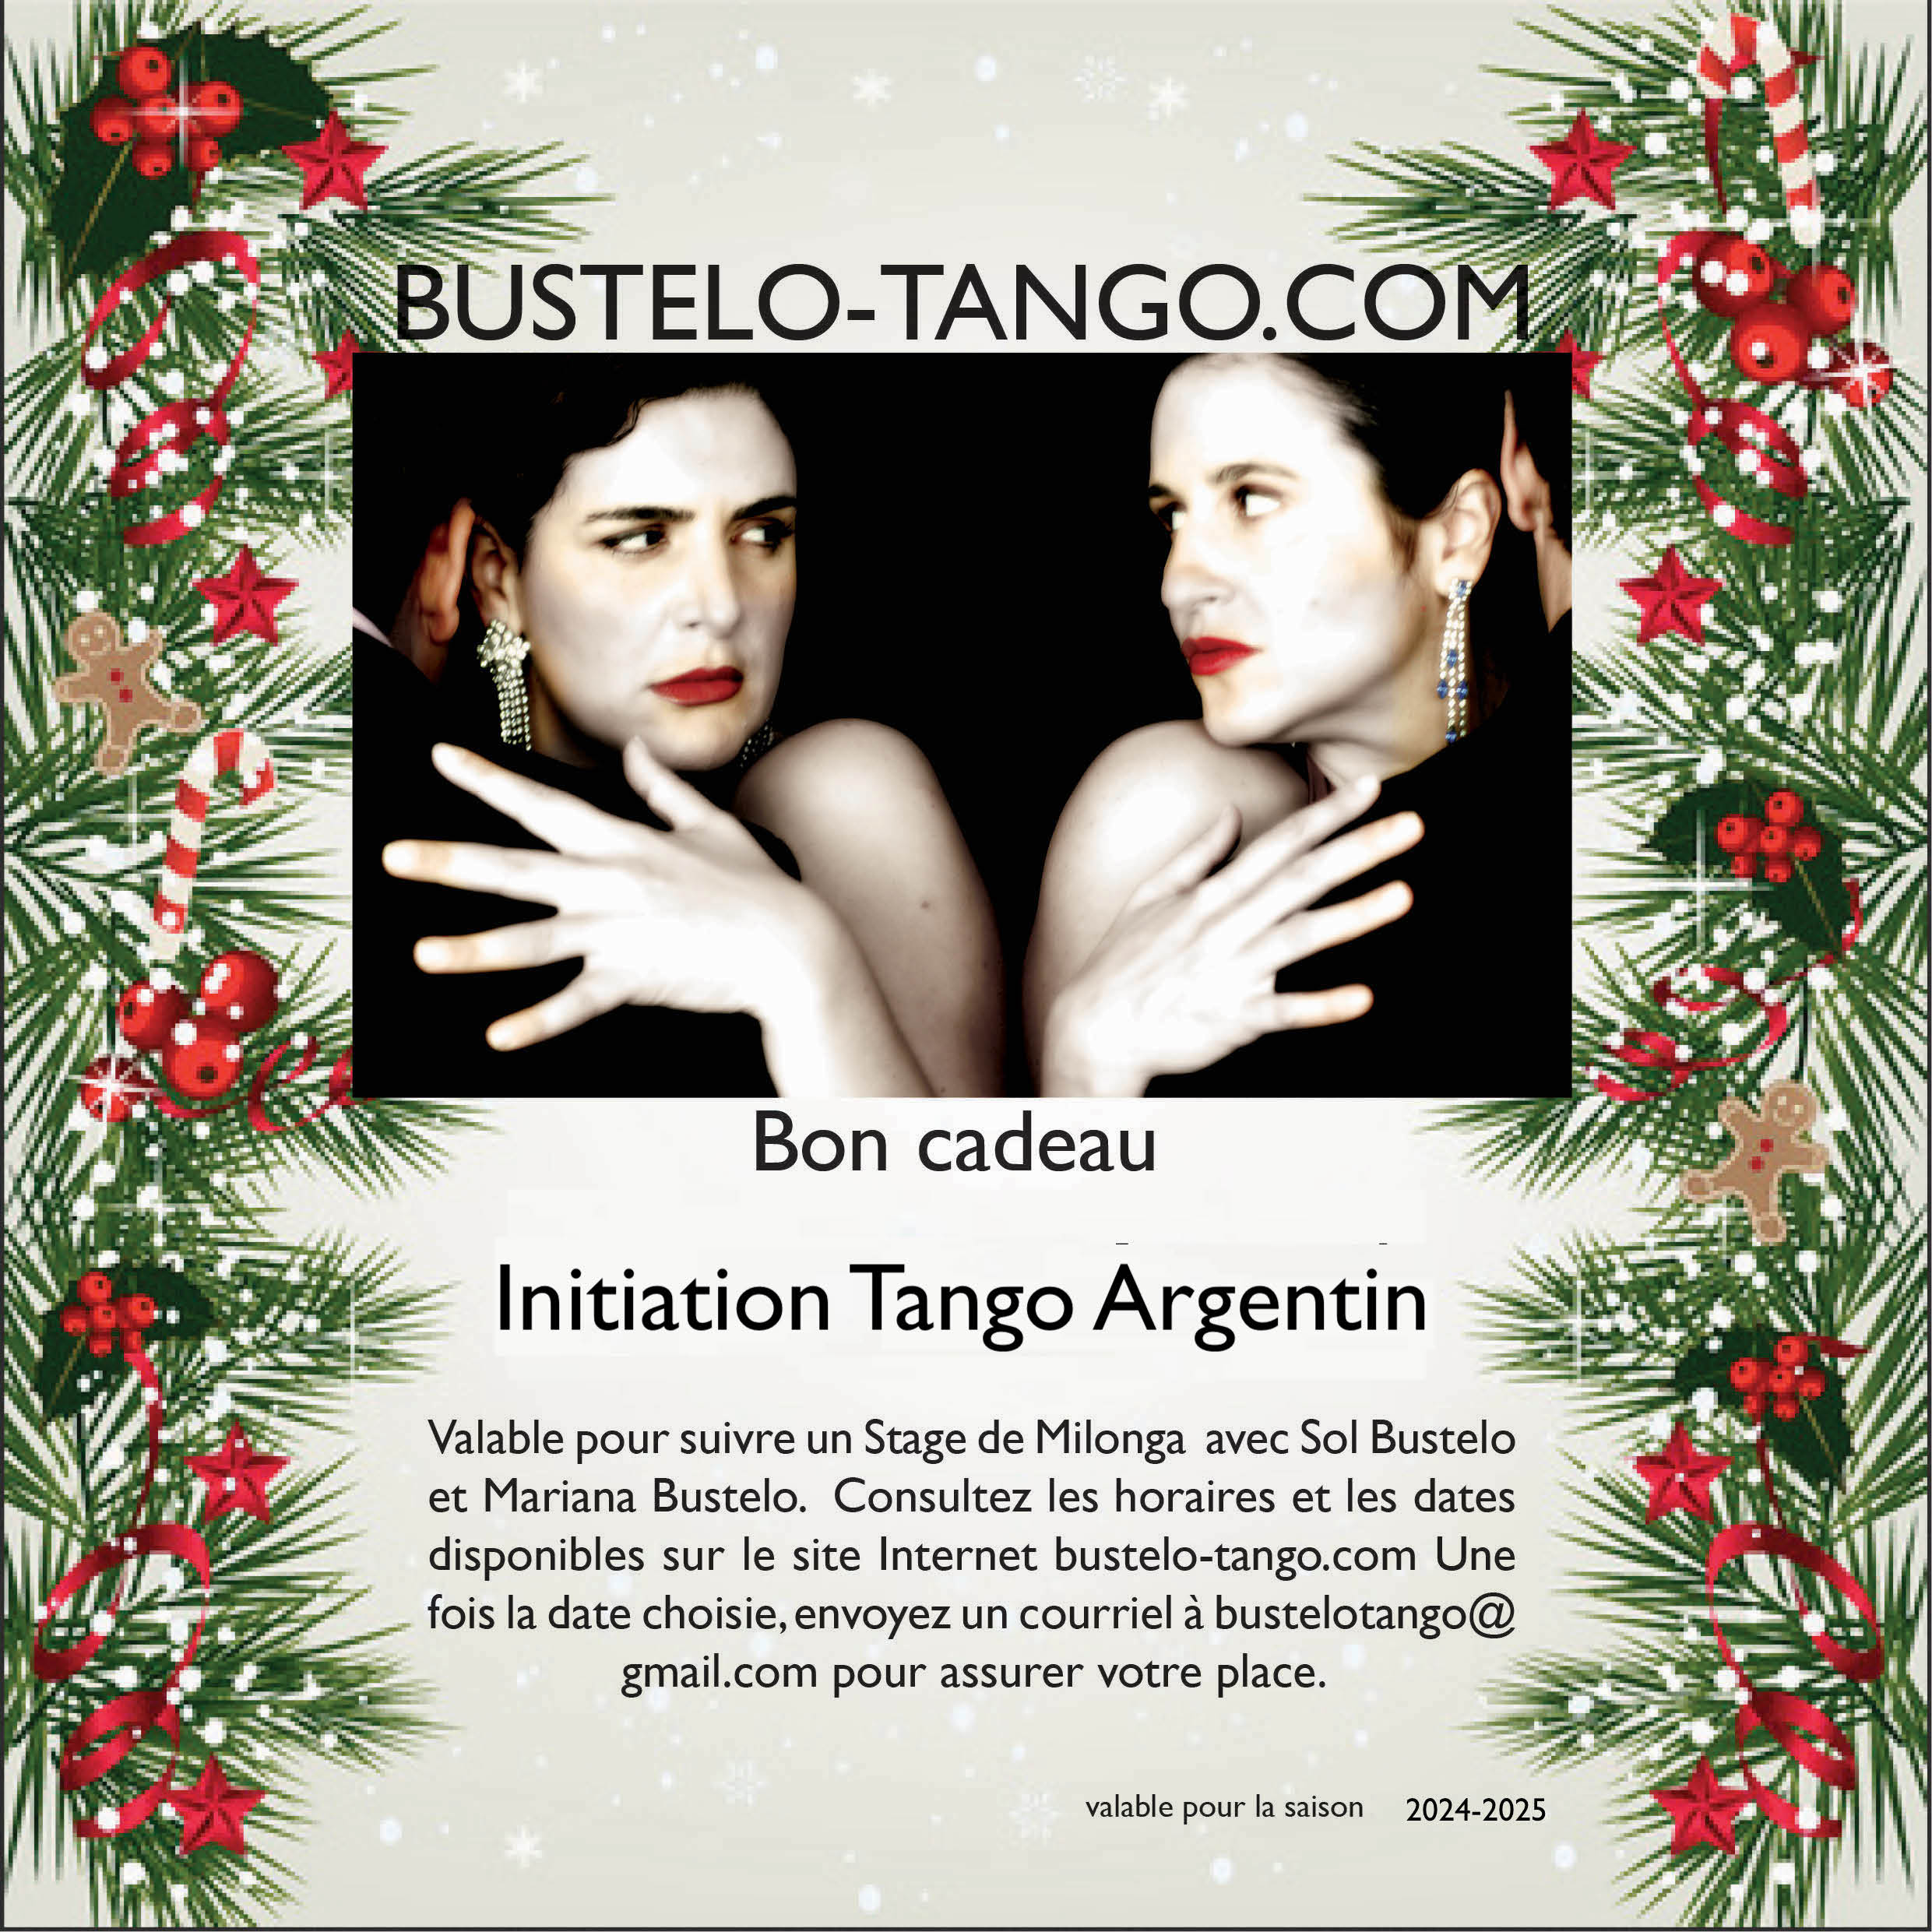 BUSTELO-TANGO.COM
Bon cadeau
Initiation Tango Argentin
Valable pour suivre un Stage de Milonga avec Sol Bustelo
et Mariana Bustelo. Consultez les horaires et les dates
disponibles sur le site Internet bustelo-tango.com Une
fois la date choisie, envoyez un courriel à bustelotango@
gmail.com pour assurer votre place.
valable pour la saison 2024-2025